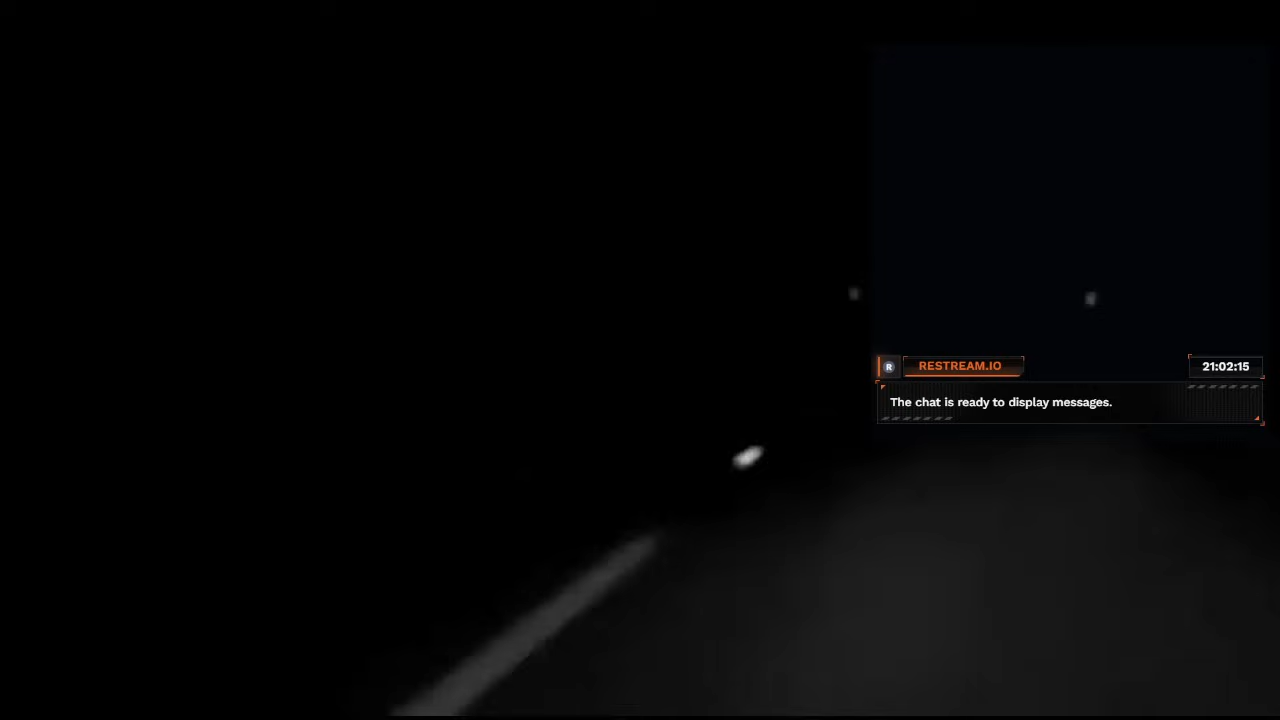 R RESTREAM.IO 21:02:15
The chat is ready to display messages.